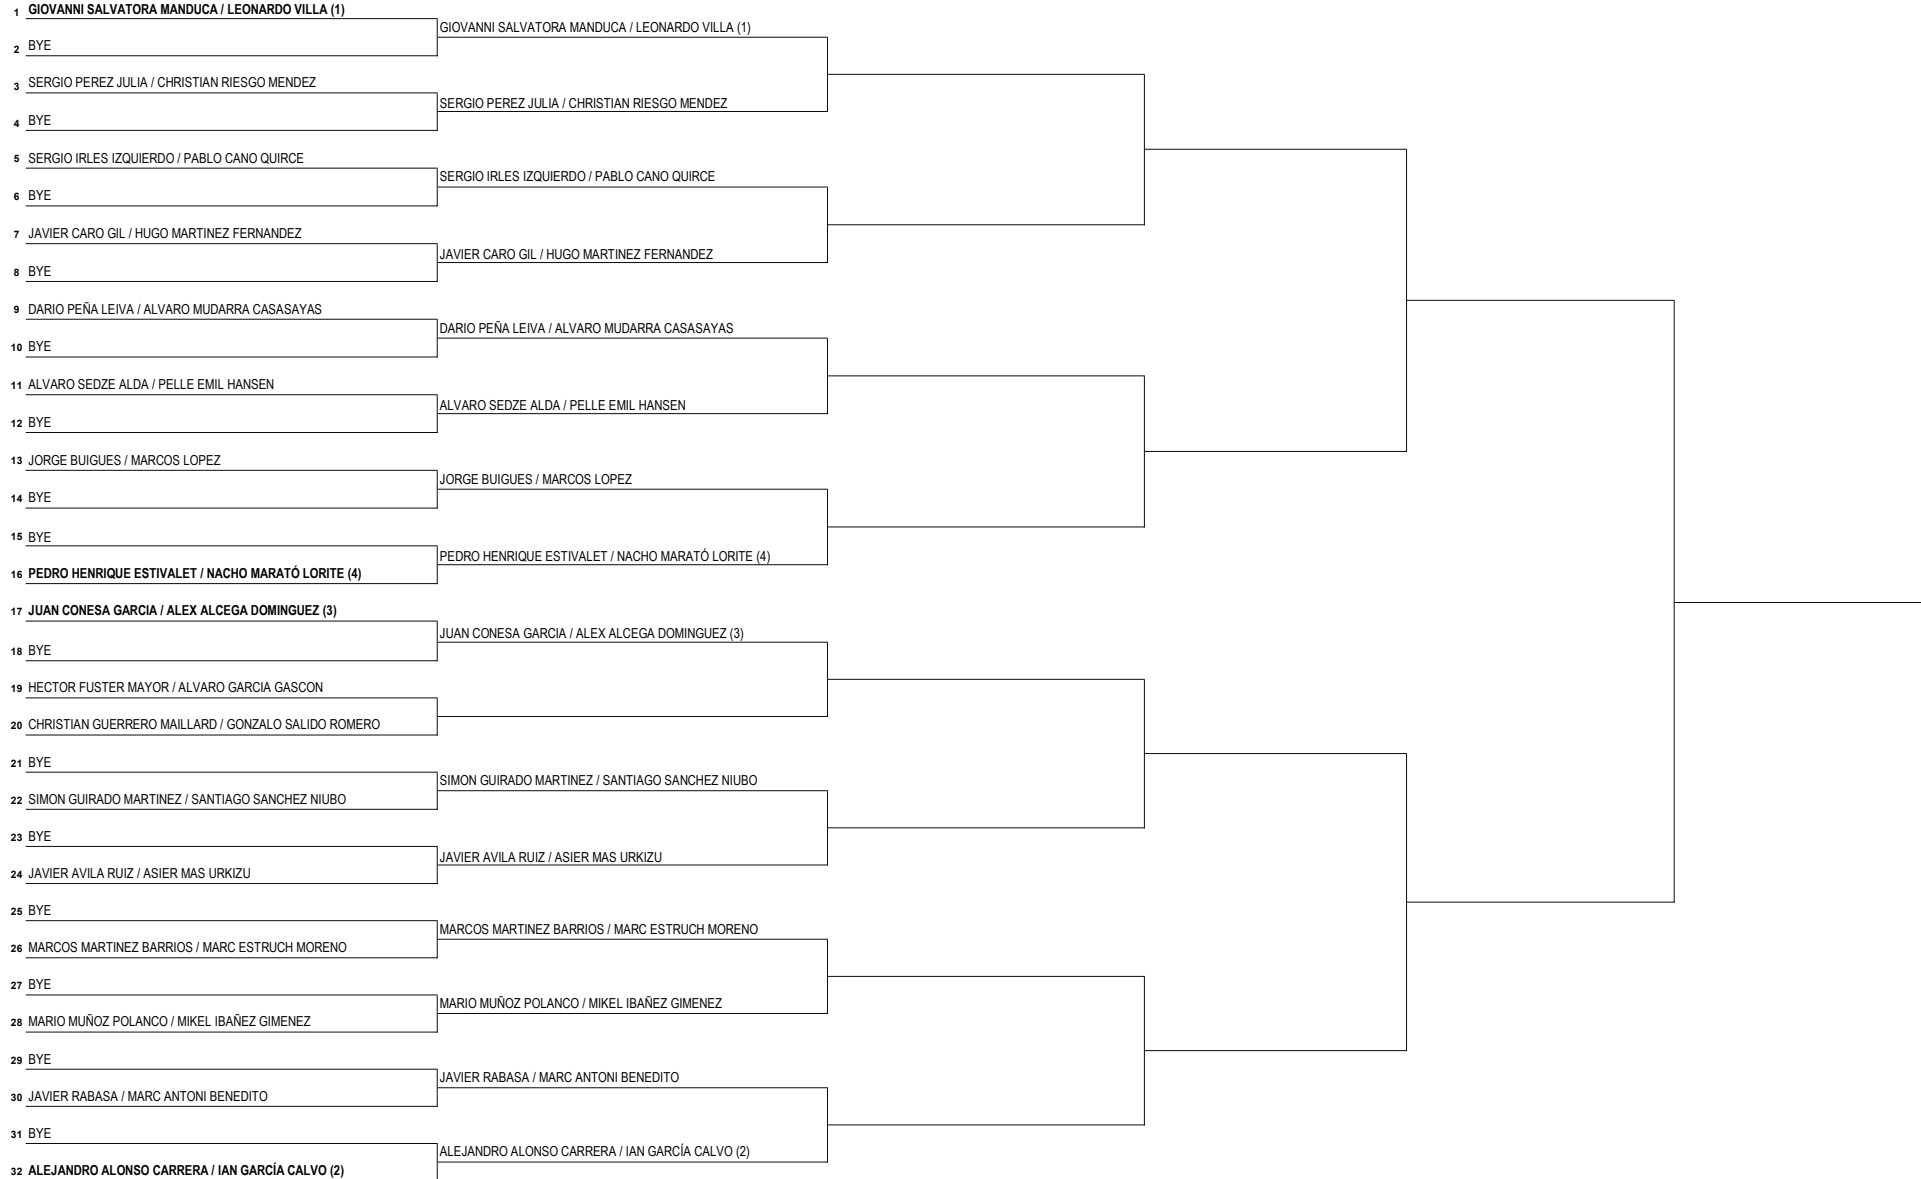 1 GIOVANNI SALVATORA MANDUCA / LEONARDO VILLA (1)
GIOVANNI SALVATORA MANDUCA / LEONARDO VILLA (1)
2 BYE
3 SERGIO PEREZ JULIA / CHRISTIAN RIESGO MENDEZ
SERGIO PEREZ JULIA / CHRISTIAN RIESGO MENDEZ
4 BYE
5 SERGIO IRLES IZQUIERDO / PABLO CANO QUIRCE
SERGIO IRLES IZQUIERDO / PABLO CANO QUIRCE
6 BYE
7 JAVIER CARO GIL / HUGO MARTINEZ FERNANDEZ
JAVIER CARO GIL / HUGO MARTINEZ FERNANDEZ
8 BYE
9 DARIO PEÑA LEIVA / ALVARO MUDARRA CASASAYAS
DARIO PEÑA LEIVA / ALVARO MUDARRA CASASAYAS
10 BYE
11 ALVARO SEDZE ALDA / PELLE EMIL HANSEN
ALVARO SEDZE ALDA / PELLE EMIL HANSEN
12 BYE
13 JORGE BUIGUES / MARCOS LOPEZ
JORGE BUIGUES / MARCOS LOPEZ
14 BYE
15 BYE
PEDRO HENRIQUE ESTIVALET / NACHO MARATÓ LORITE (4)
16 PEDRO HENRIQUE ESTIVALET / NACHO MARATÓ LORITE (4)
17 JUAN CONESA GARCIA / ALEX ALCEGA DOMINGUEZ (3)
JUAN CONESA GARCIA / ALEX ALCEGA DOMINGUEZ (3)
18 BYE
19 HECTOR FUSTER MAYOR / ALVARO GARCIA GASCON
20 CHRISTIAN GUERRERO MAILLARD / GONZALO SALIDO ROMERO
21 BYE
SIMON GUIRADO MARTINEZ / SANTIAGO SANCHEZ NIUBO
22 SIMON GUIRADO MARTINEZ / SANTIAGO SANCHEZ NIUBO
23 BYE
JAVIER AVILA RUIZ / ASIER MAS URKIZU
24 JAVIER AVILA RUIZ / ASIER MAS URKIZU
25 BYE
MARCOS MARTINEZ BARRIOS / MARC ESTRUCH MORENO
26 MARCOS MARTINEZ BARRIOS / MARC ESTRUCH MORENO
27 BYE
MARIO MUÑOZ POLANCO / MIKEL IBAÑEZ GIMENEZ
28 MARIO MUÑOZ POLANCO / MIKEL IBAÑEZ GIMENEZ
29 BYE
JAVIER RABASA / MARC ANTONI BENEDITO
30 JAVIER RABASA / MARC ANTONI BENEDITO
31 BYE
ALEJANDRO ALONSO CARRERA / IAN GARCÍA CALVO (2)
32 ALEJANDRO ALONSO CARRERA / IAN GARCÍA CALVO (2)